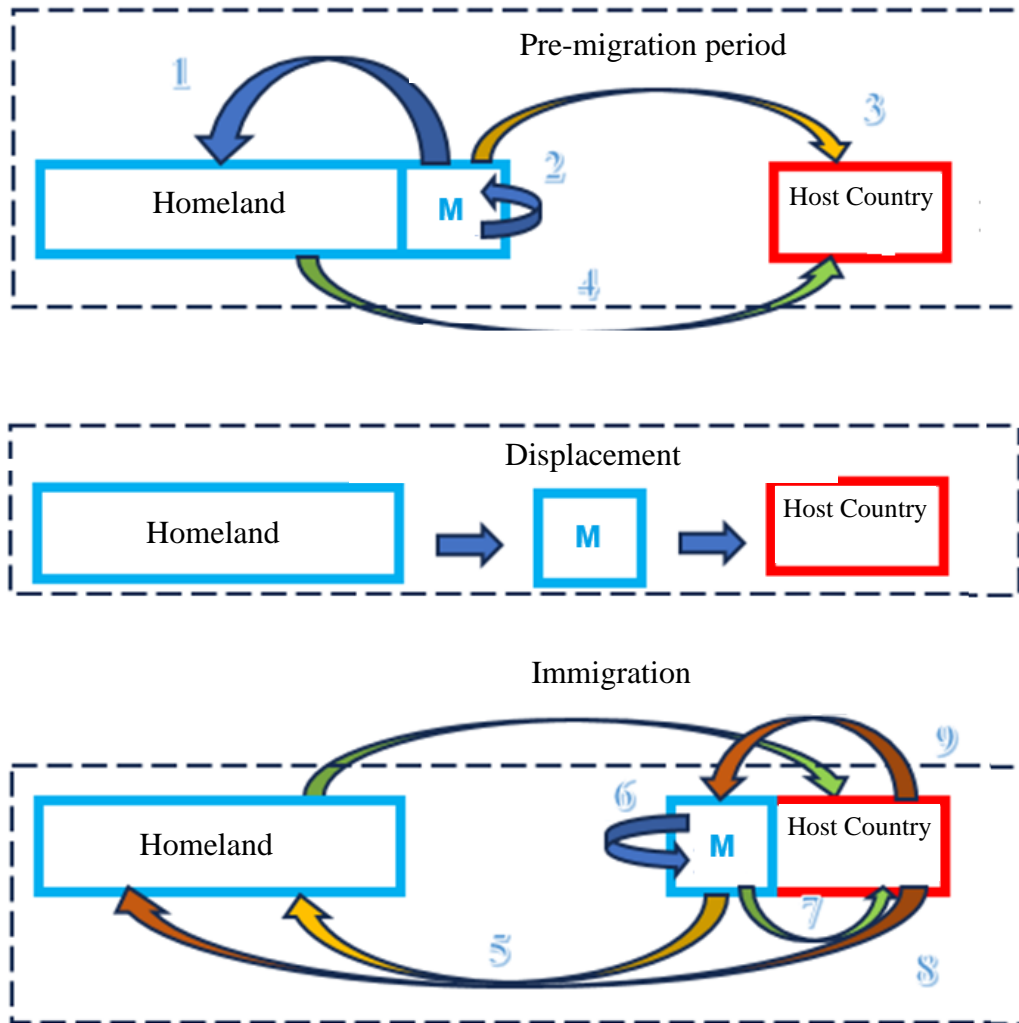 Pre-migration period
1
3
2
Homeland
M
Host Country
4
Displacement
Homeland
M
Host Country
Immigration
9
6
Homeland
M
Host Country
7
5
8